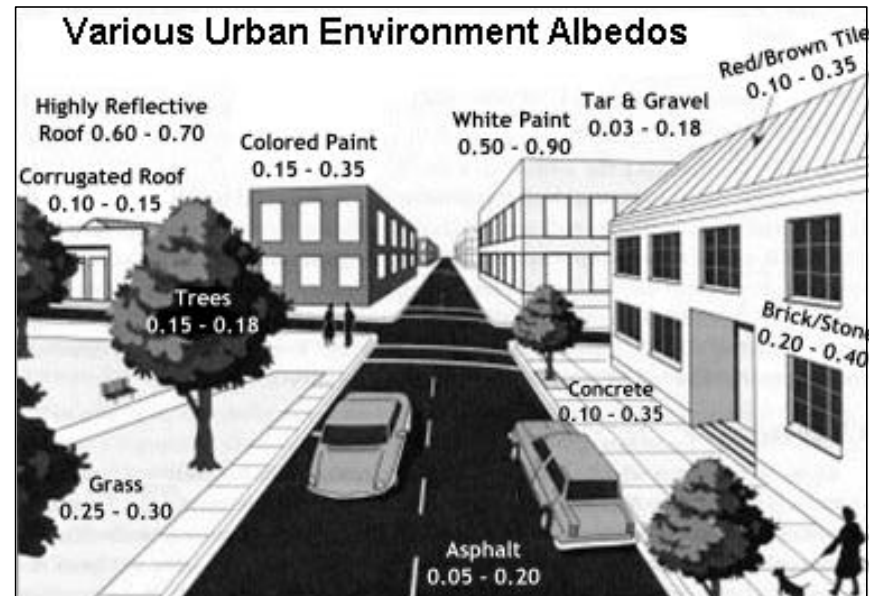 Various Urban Environment Albedos
Highly Reflective
Roof 0.60 - 0.70
Corrugated Roof
0.10 - 0.15
Colored Paint
0.15 - 0.35
White Paint
0.50 - 0.90
Tar & Gravel
0.03 - 0.18
Red/Brown Tile
0.10 - 0.35
Trees
0.15 - 0.18
Brick/Stone
0.20 - 0.40
Concrete
0.10 - 0.35
Grass
0.25 - 0.30
Asphalt
0.05 - 0.20